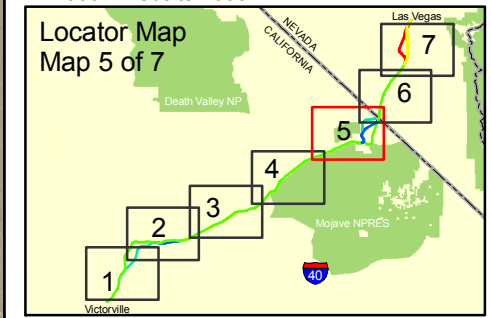 Locator Map
Map 5 of 7
Las Vegas
NEVADA
CALIFORNIA
7
6
Death Valley NP
5
4
3
Mojave NPRES
2
1
40
Victorville